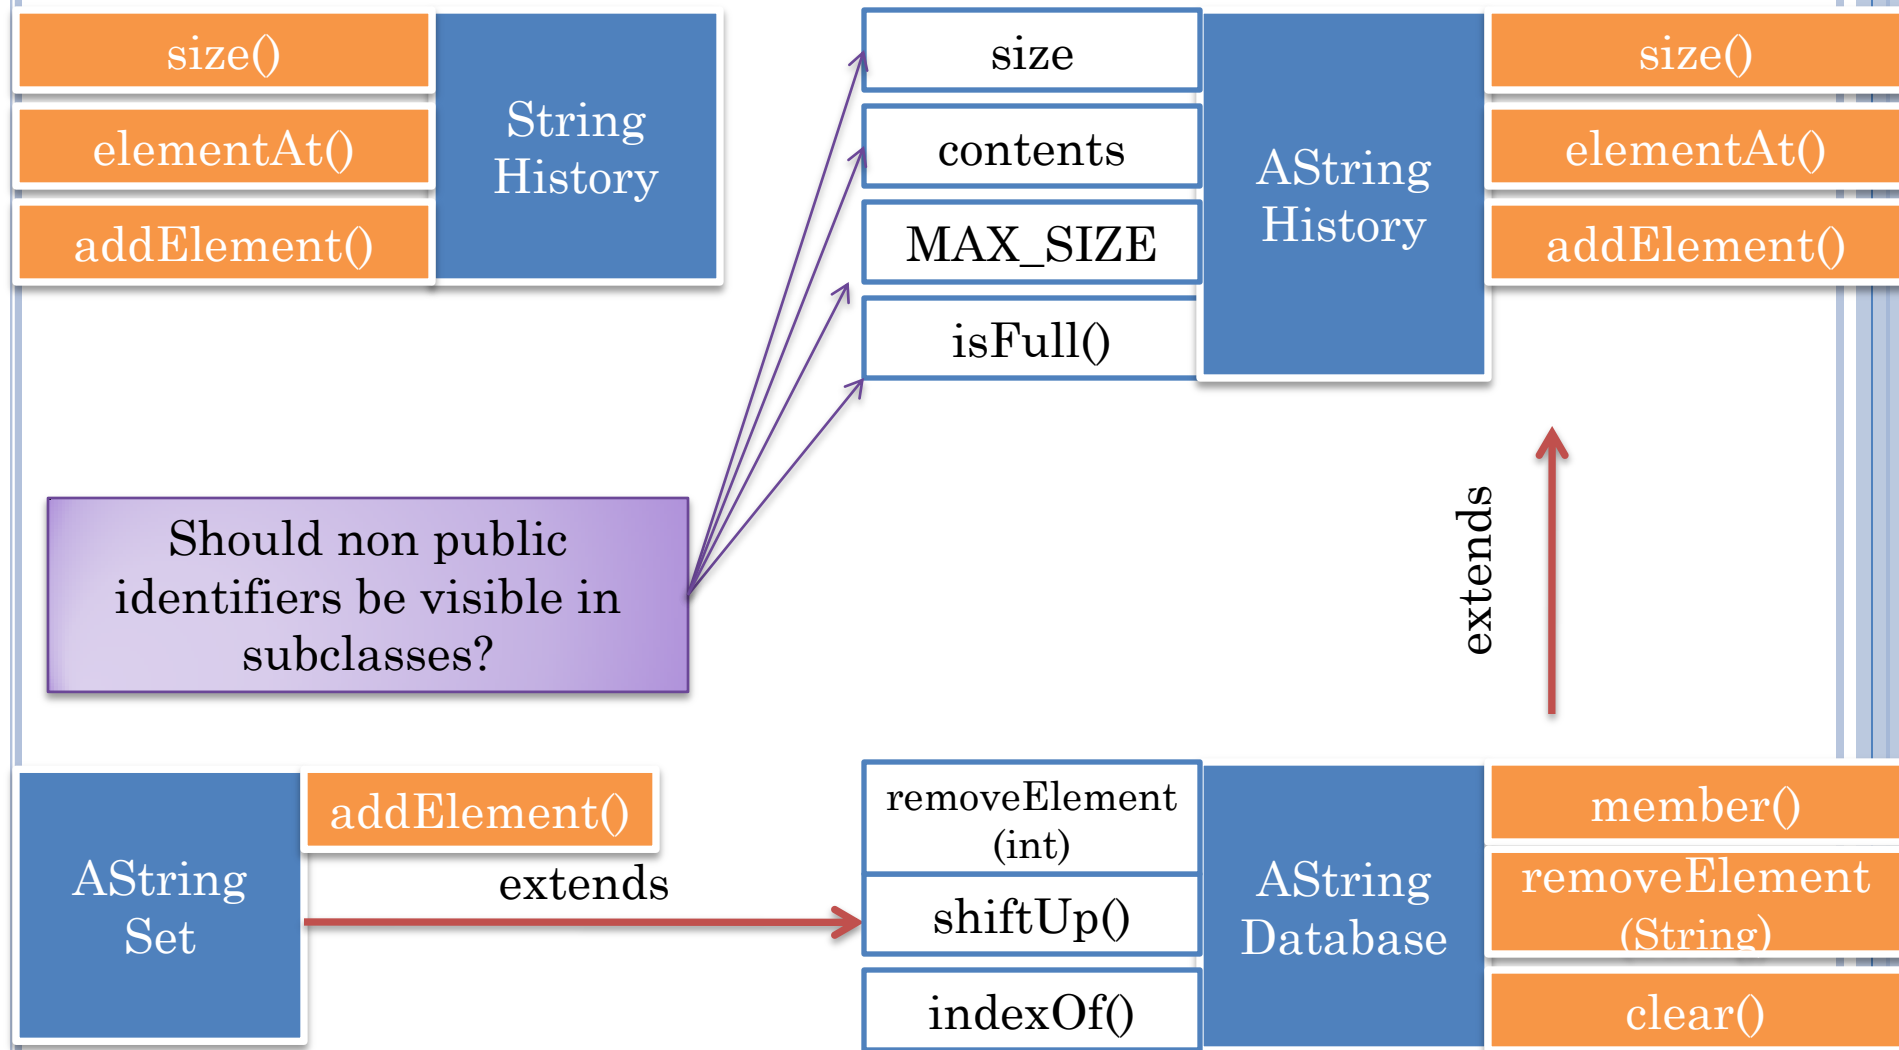 size()
elementAt()
addElement()
String
History
size
contents
MAX_SIZE
isFull()
AString
History
size()
elementAt()
addElement()
Should non public
identifiers be visible in
subclasses?
extends
AString
Set
addElement()
extends
removeElement
(int)
shiftUp()
indexOf()
AString
Database
member()
removeElement
(String)
clear()